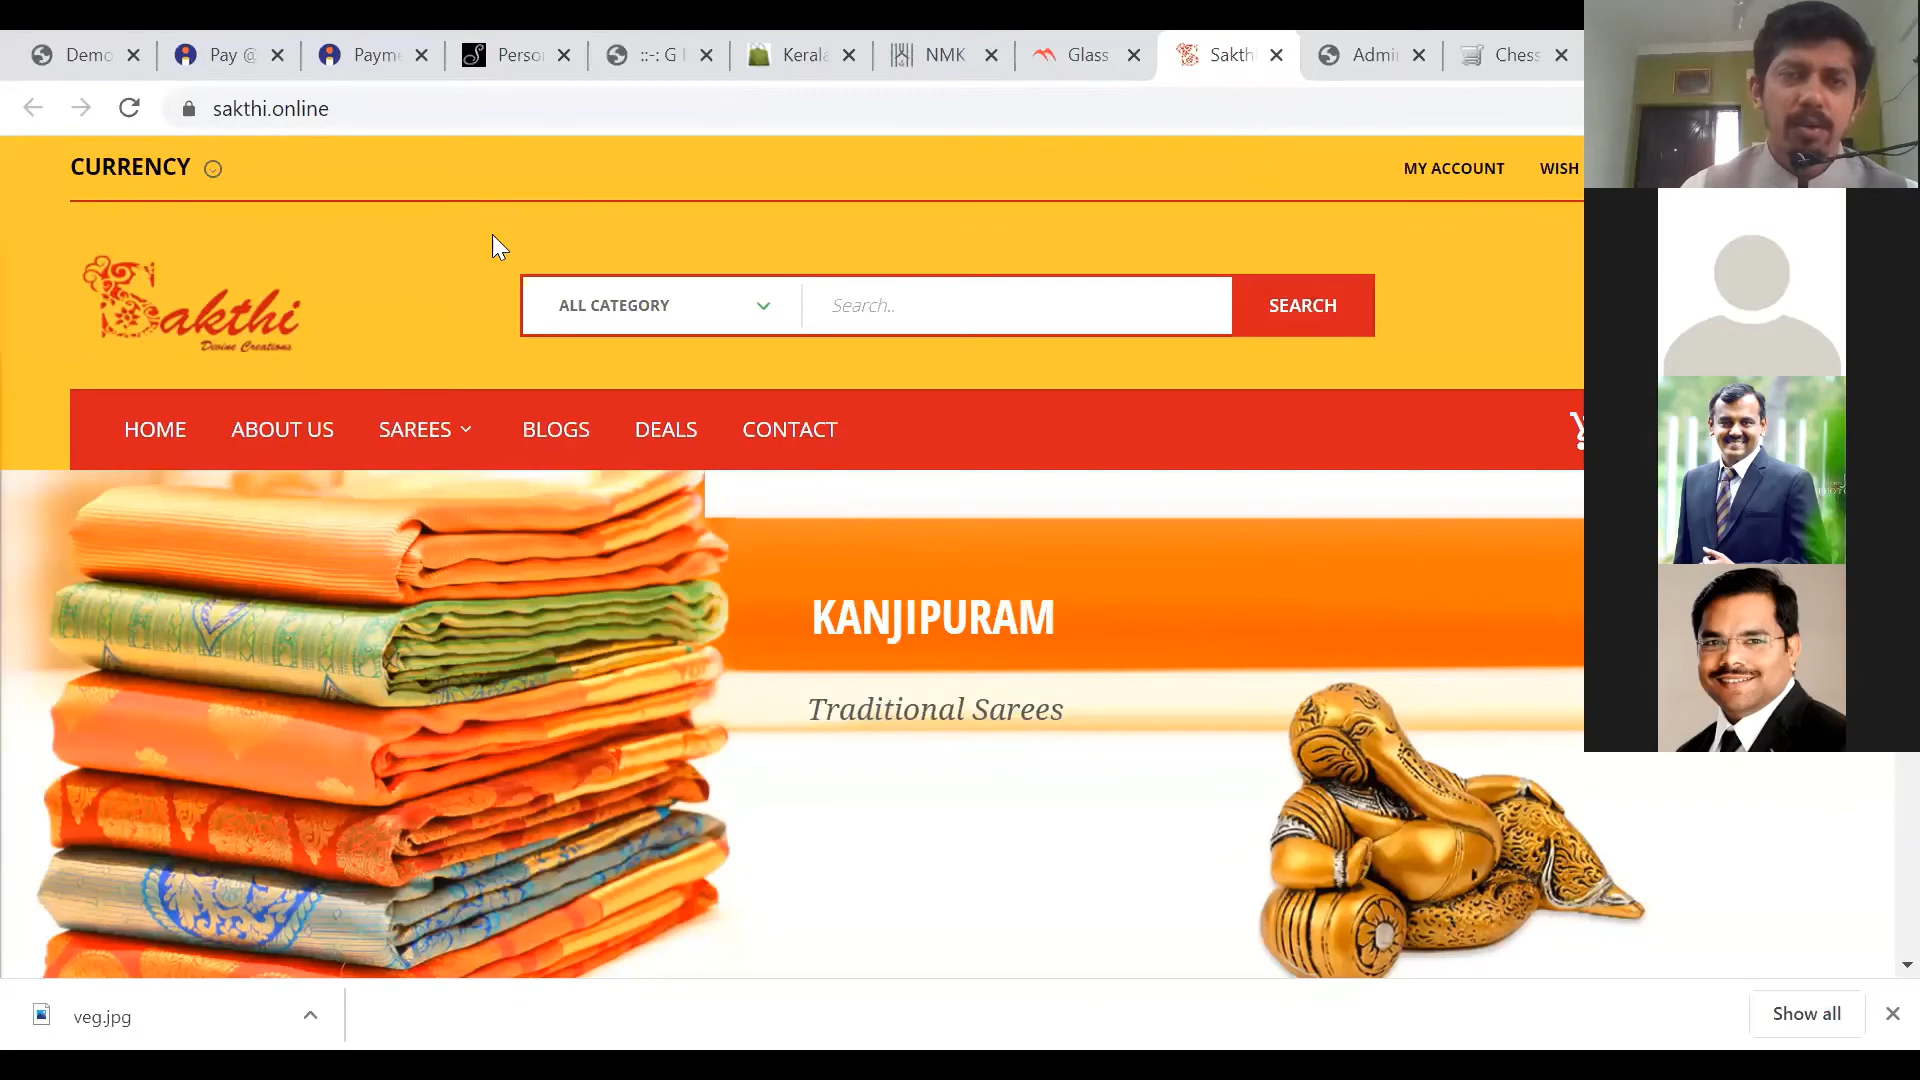 Demo
Pay @
Payme
Perso
::-: G
Kerala
NMK
Glass
Sakthi
Admi
Chess
sakthi.online
CURRENCY
MY ACCOUNT
WISH
Sakthi
Divine Creations
ALL CATEGORY
Search..
SEARCH
HOME
ABOUT US
SAREES
BLOGS
DEALS
CONTACT
KANJIPURAM
Traditional Sarees
veg.jpg
Show all